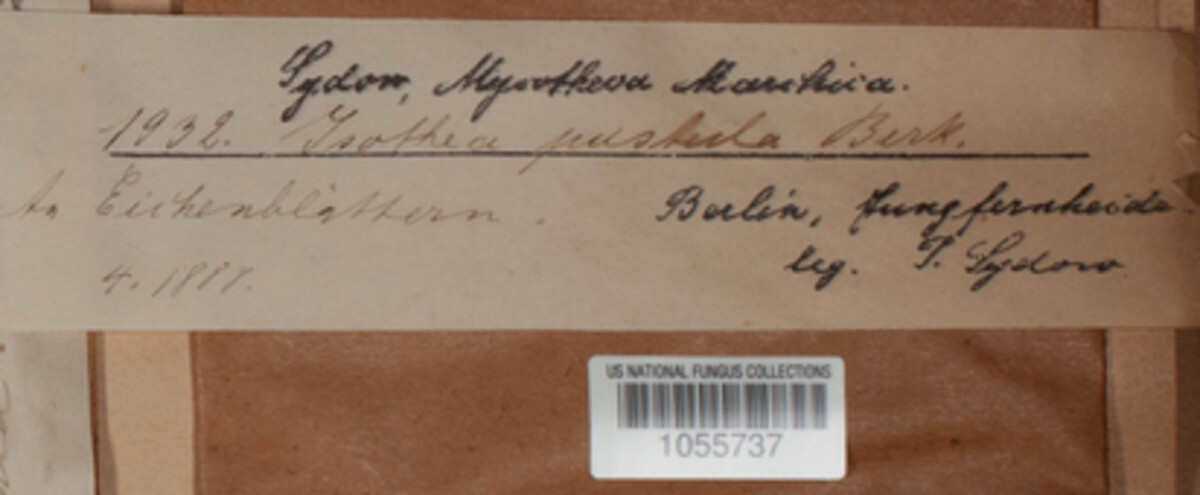 Sydow, Mycotheca Marchica.
1932. Isothea pustula Berk.
An Eichenblättern.
Berlin, Jungfernheide.
4. 1887.
leg. P. Sydow
US NATIONAL FUNGUS COLLECTIONS
1055737